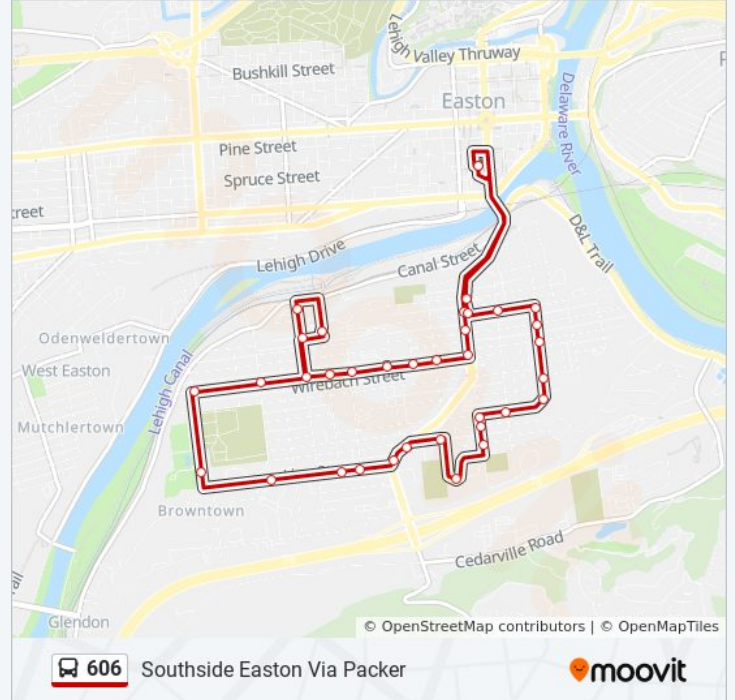 Lehigh Valley Thruway
Bushkill Street
Easton
Delaware River
Pine Street
Spruce Street
creet
D&L Trail
Lehigh Drive
Canal Street
Odenweldertown
West Easton
Lehigh Canal
Wirebach Street
Mutchlertown
Browntown
Cedarville Road
ail
Glendon
© OpenStreetMap contributors | © OpenMapTiles
606 Southside Easton Via Packer
moovit